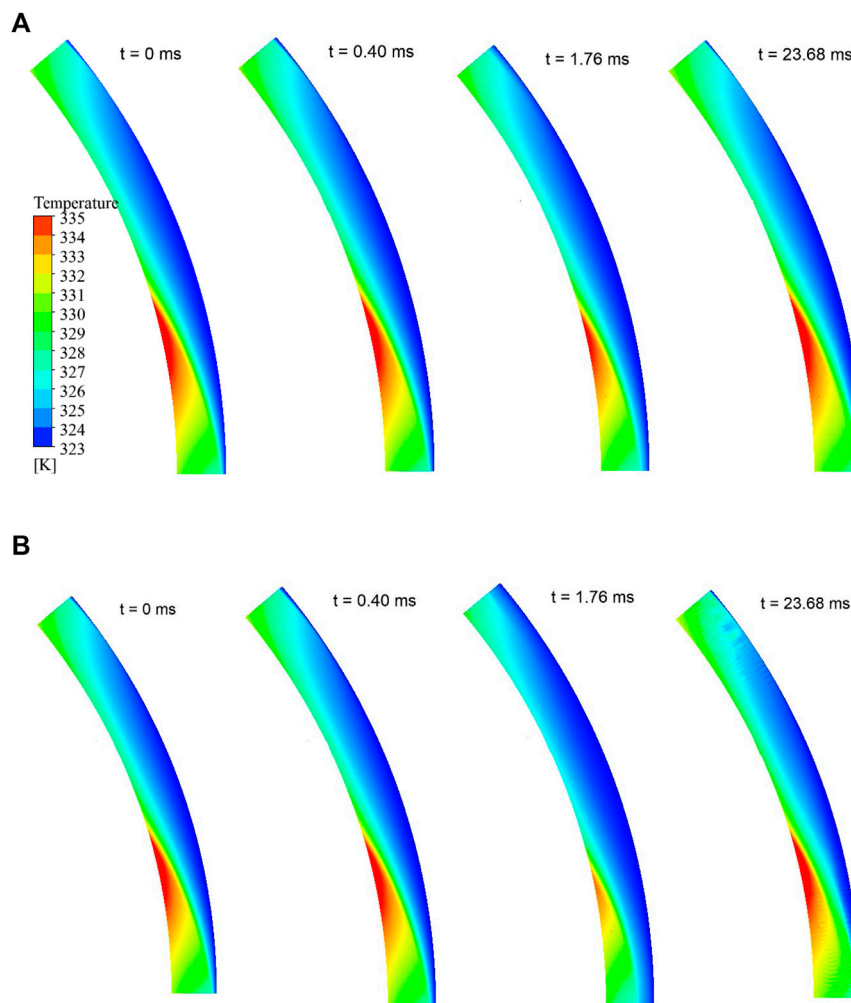 A
t = 0 ms
t = 0.40 ms
t = 1.76 ms
t = 23.68 ms
Temperature
335
334
333
332
331
330
329
328
327
326
325
324
323
[K]
B
t = 0 ms
t = 0.40 ms
t = 1.76 ms
t = 23.68 ms